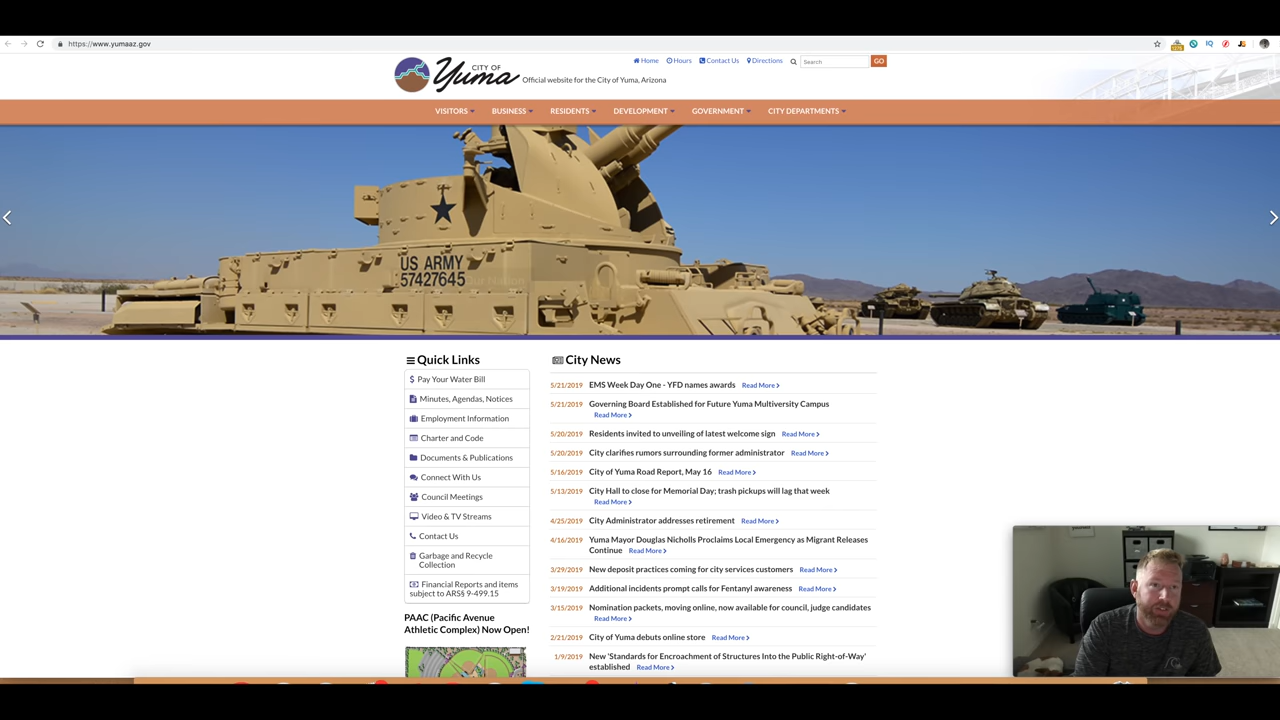 https://www.yumaaz.gov
CITY OF
Yuma
Official website for the City of Yuma, Arizona
Home Hours Contact Us Directions Search GO
VISITORS BUSINESS RESIDENTS DEVELOPMENT GOVERNMENT CITY DEPARTMENTS
US ARMY
57427645
Our Nation
Quick Links
Pay Your Water Bill
Minutes, Agendas, Notices
Employment Information
Charter and Code
Documents & Publications
Connect With Us
Council Meetings
Video & TV Streams
Contact Us
Garbage and Recycle
Collection
Financial Reports and items
subject to ARS§ 9-499.15
PAAC (Pacific Avenue
Athletic Complex) Now Open!
City News
5/21/2019 EMS Week Day One - YFD names awards Read More
5/21/2019 Governing Board Established for Future Yuma Multiversity Campus
Read More
5/20/2019 Residents invited to unveiling of latest welcome sign Read More
5/20/2019 City clarifies rumors surrounding former administrator Read More
5/16/2019 City of Yuma Road Report, May 16 Read More
5/13/2019 City Hall to close for Memorial Day; trash pickups will lag that week
Read More
4/25/2019 City Administrator addresses retirement Read More
4/16/2019 Yuma Mayor Douglas Nicholls Proclaims Local Emergency as Migrant Releases
Continue Read More
3/29/2019 New deposit practices coming for city services customers Read More
3/19/2019 Additional incidents prompt calls for Fentanyl awareness Read More
3/15/2019 Nomination packets, moving online, now available for council, judge candidates
Read More
2/21/2019 City of Yuma debuts online store Read More
1/9/2019 New 'Standards for Encroachment of Structures Into the Public Right-of-Way'
established Read More